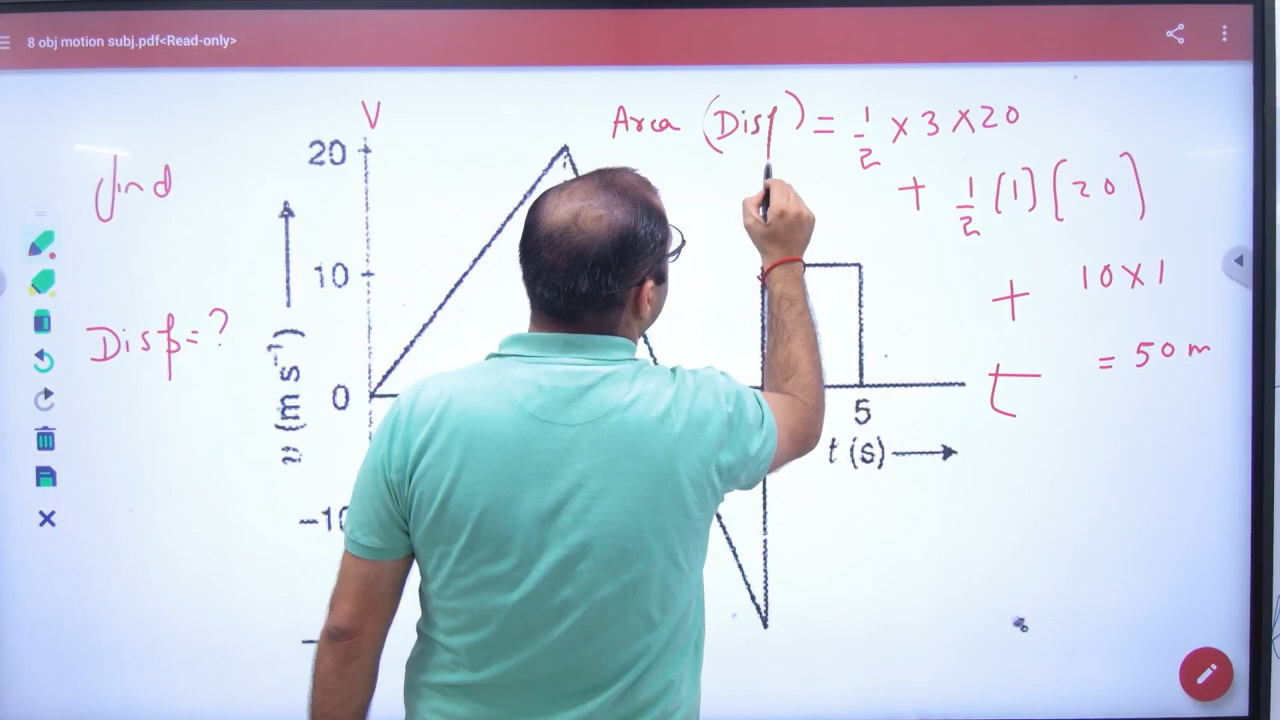 8 obj motion subj.pdf<Read-only>
V
Area (Disp) = 1/2 × 3 × 20
20
find
+ 1/2 (1) (20)
10
+ 10 × 1
Disp = ?
= 50 m
v (m s⁻¹)
0
5
t (s)
-10